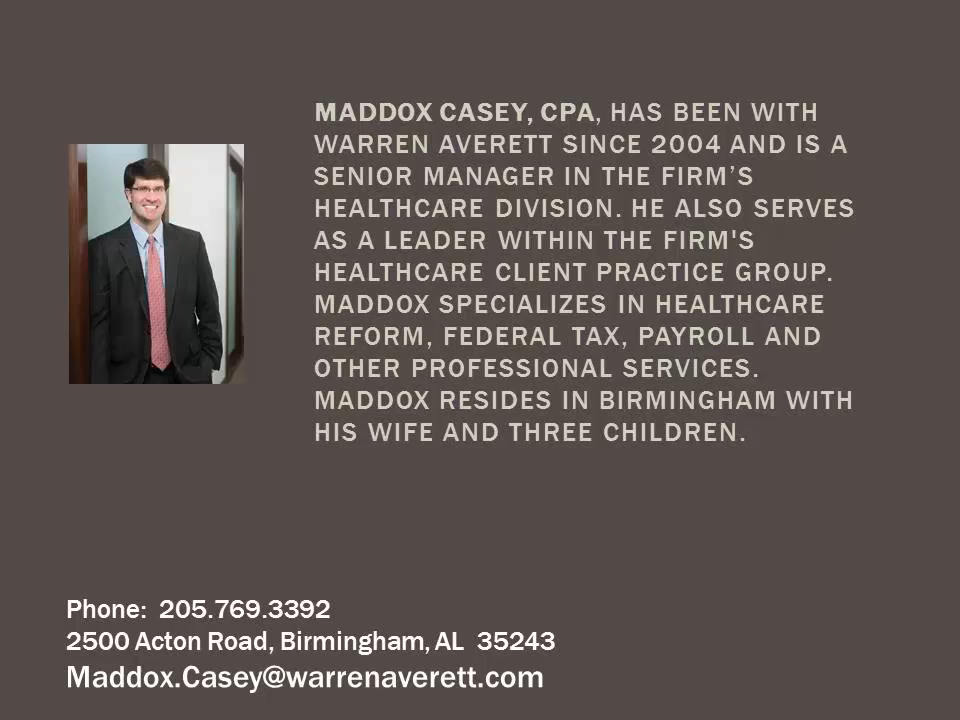 MADDOX CASEY, CPA, HAS BEEN WITH
WARREN AVERETT SINCE 2004 AND IS A
SENIOR MANAGER IN THE FIRM’S
HEALTHCARE DIVISION. HE ALSO SERVES
AS A LEADER WITHIN THE FIRM'S
HEALTHCARE CLIENT PRACTICE GROUP.
MADDOX SPECIALIZES IN HEALTHCARE
REFORM, FEDERAL TAX, PAYROLL AND
OTHER PROFESSIONAL SERVICES.
MADDOX RESIDES IN BIRMINGHAM WITH
HIS WIFE AND THREE CHILDREN.
Phone: 205.769.3392
2500 Acton Road, Birmingham, AL 35243
Maddox.Casey@warrenaverett.com